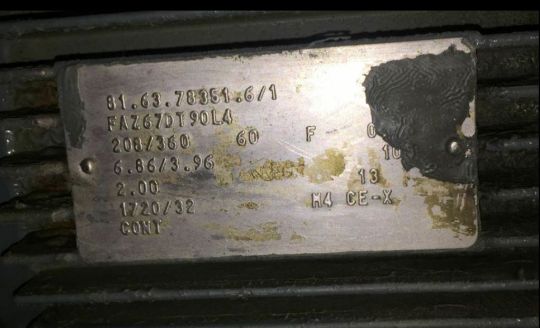 81.63.78351.6/1
FAZ67DT90L4
208/360 60 F
6.86/3.96
2.00 13
1720/32 M4 CE-X
CONT